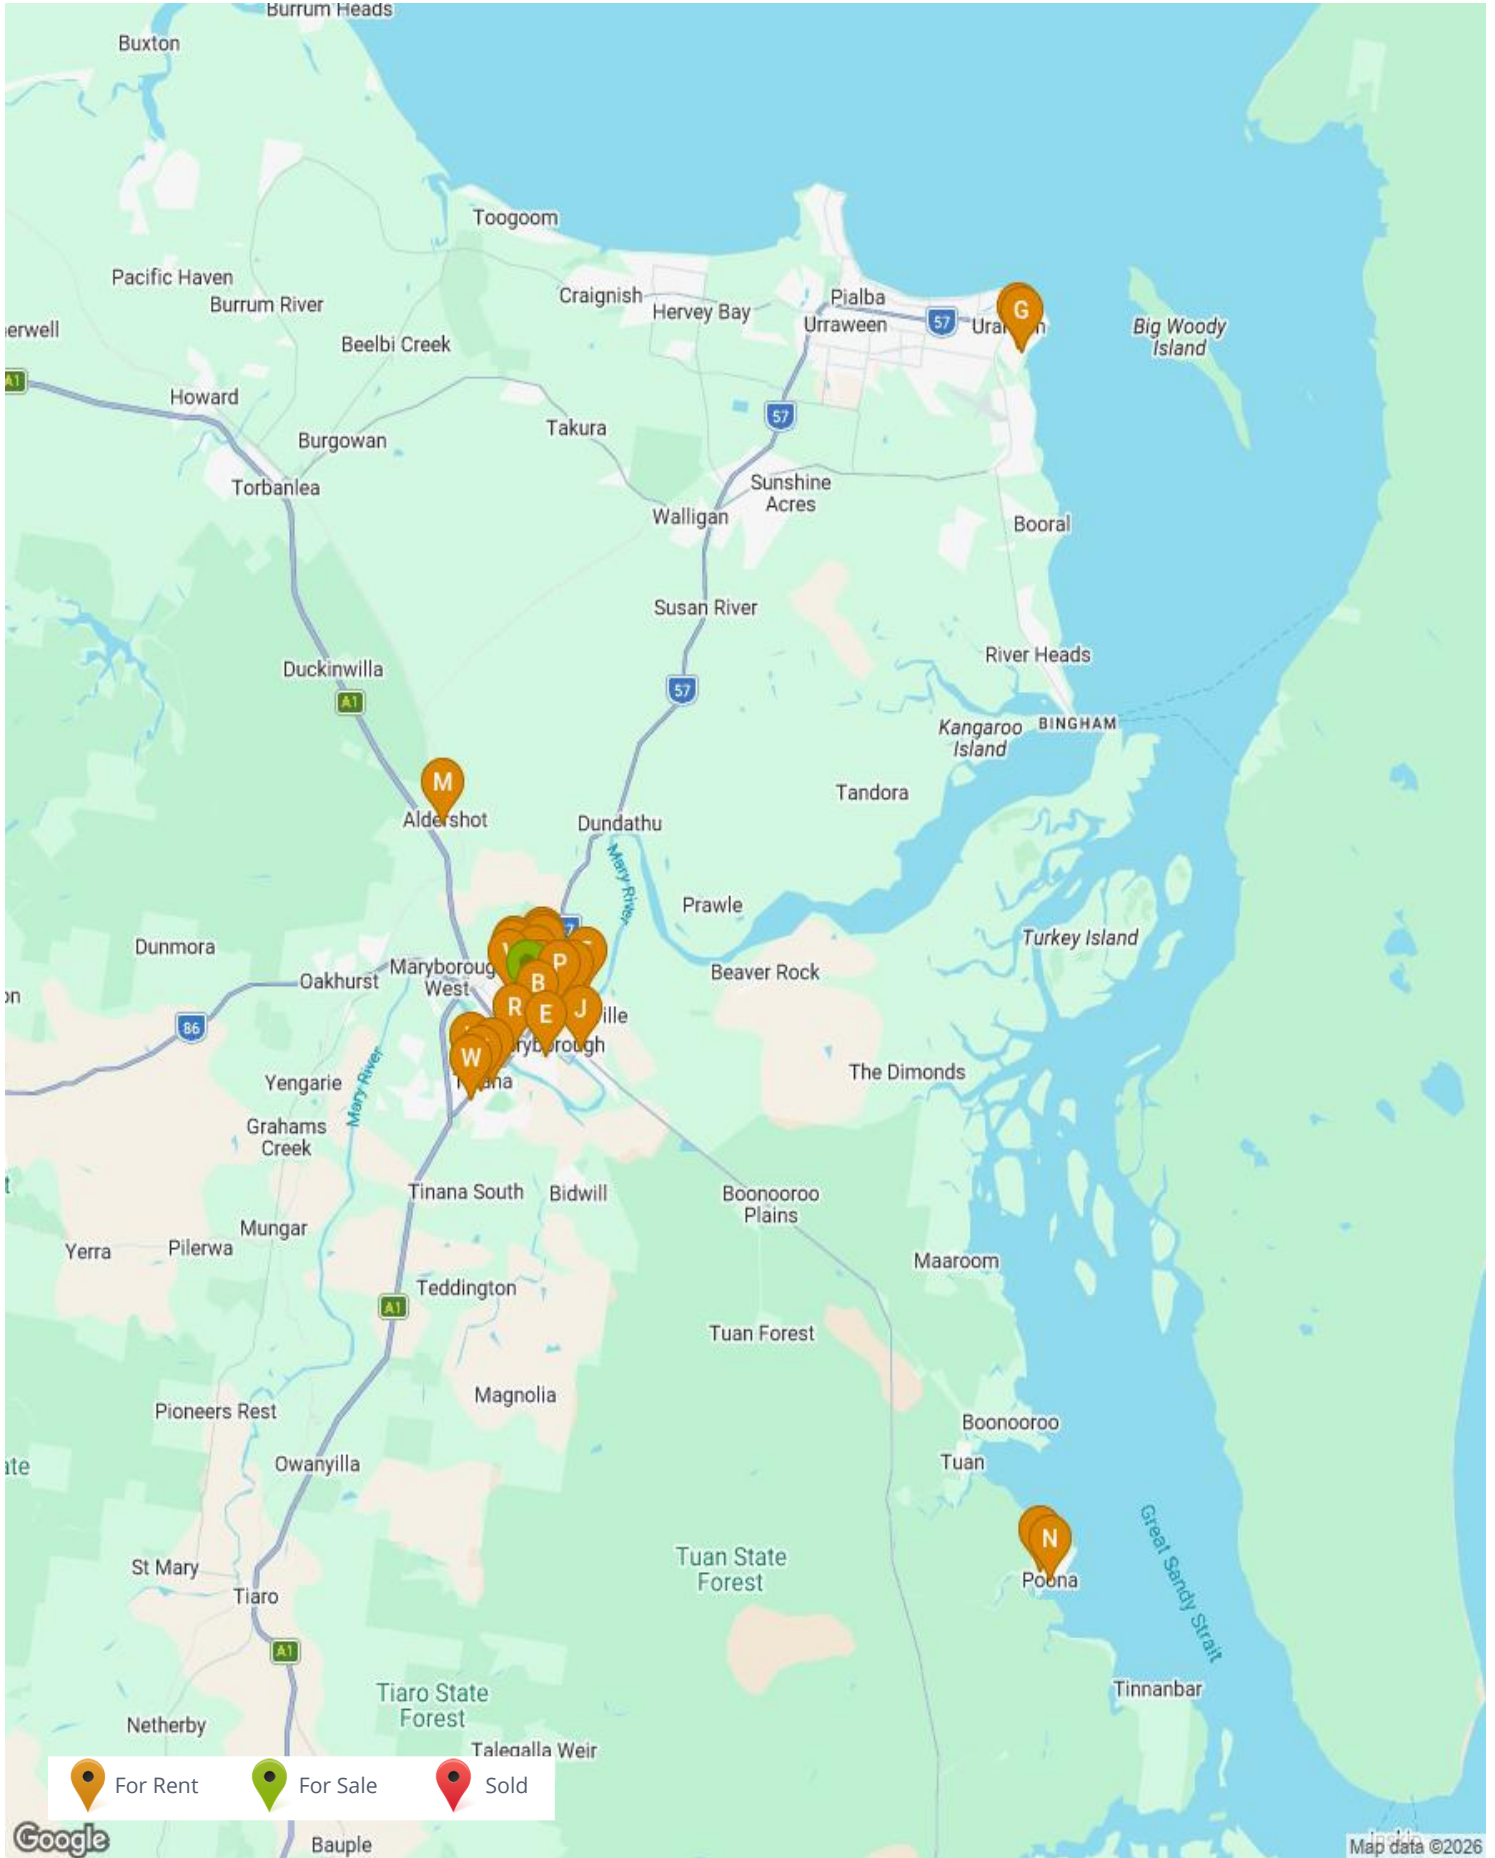 Burrum Heads
Buxton
Toogoom
Pacific Haven
Burrum River
Craignish
Hervey Bay
Pialba
Urraween
57
G
Big Woody
Island
Beelbi Creek
A1
Howard
Burgowan
Takura
57
Torbanlea
Sunshine
Acres
Walligan
Booral
Susan River
River Heads
Duckinwilla
57
A1
Kangaroo
Island
BINGHAM
M
Tandora
Aldershot
Dundathu
Mary River
Prawle
Turkey Island
Dunmora
Oakhurst
Maryborough
West
P
B
Beaver Rock
86
R
E
J
W
The Dimonds
Yengarie
Mary River
Grahams
Creek
Tinana South
Bidwill
Boonooroo
Plains
Mungar
Yerra
Pilerwa
Maaroom
Teddington
A1
Tuan Forest
Magnolia
Pioneers Rest
Boonooroo
Tuan
Owanyilla
Great Sandy Strait
N
Tuan State
Forest
St Mary
Poona
Tiaro
A1
Tiaro State
Forest
Tinnanbar
Netherby
Talegalla Weir
For Rent
For Sale
Sold
Google
Bauple
Map data ©2026